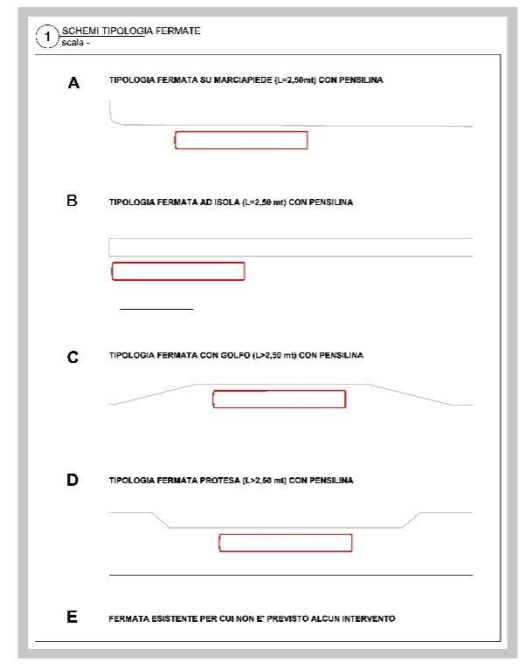 1 SCHEMI TIPOLOGIA FERMATE
scala -
A TIPOLOGIA FERMATA SU MARCIAPIEDE (L=2,50mt) CON PENSILINA
B TIPOLOGIA FERMATA AD ISOLA (L=2,50 mt) CON PENSILINA
C TIPOLOGIA FERMATA CON GOLFO (L>2,50 mt) CON PENSILINA
D TIPOLOGIA FERMATA PROTESA (L>2,50 mt) CON PENSILINA
E FERMATA ESISTENTE PER CUI NON E' PREVISTO ALCUN INTERVENTO